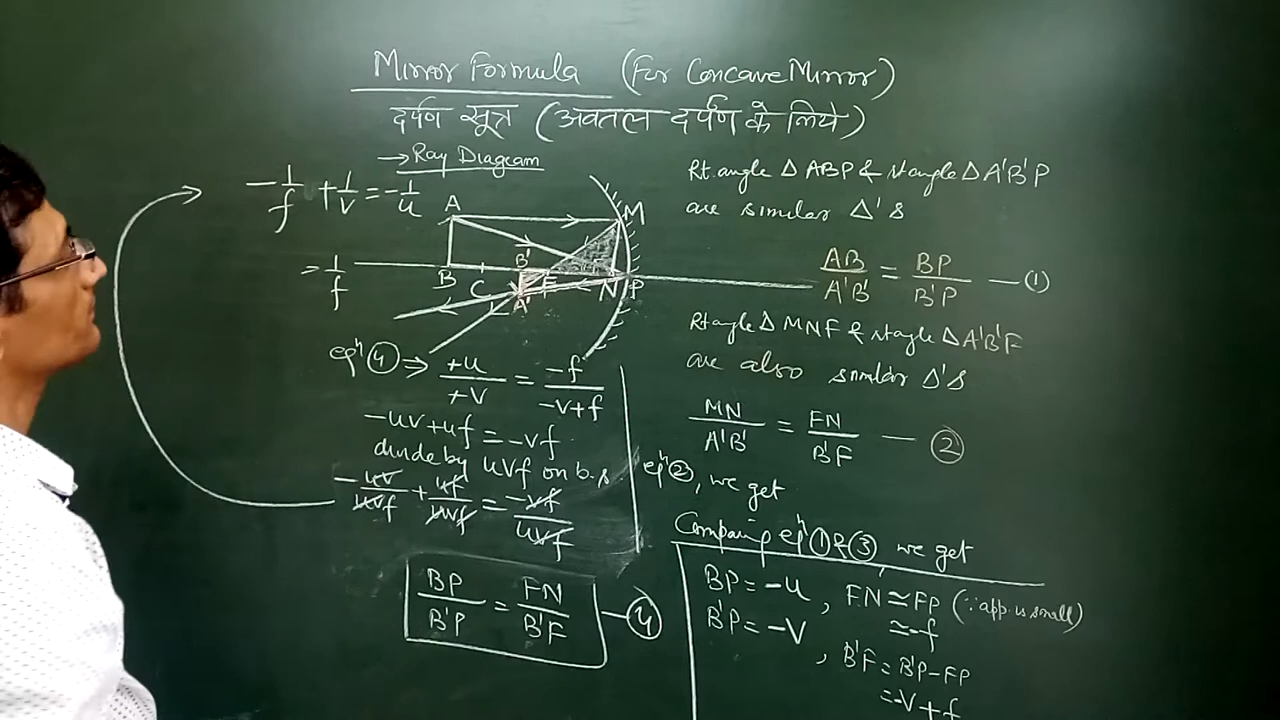 Mirror Formula (For Concave Mirror)
दर्पण सूत्र (अवतल दर्पण के लिये)
→ Ray Diagram
-1/f + 1/v = -1/u
= 1/f
A
M
B
C
B'
A'
F
N
P
eqⁿ ④ ⇒ +u/+v = -f/-v+f
-uv+uf = -vf
divide by uvf on b.s
-uv/uvf + uf/uvf = -vf/uvf
BP/B'P = FN/B'F — ④
Rt.angle Δ ABP & rt angle Δ A'B'P
are similar Δ's
AB/A'B' = BP/B'P — ①
Rt angle Δ MNF & rt angle Δ A'B'F
are also similar Δ's
MN/A'B' = FN/B'F — ②
eqⁿ ②, we get
Comparing eqⁿ ① & ③, we get
BP = -u, FN ≃ FP (∵ app. is small)
≃ -f
B'P = -v, B'F = B'P - FP
= -v + f